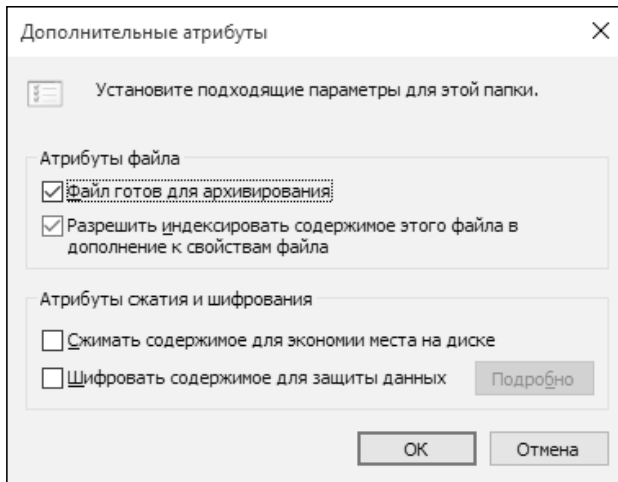 Дополнительные атрибуты
Установите подходящие параметры для этой папки.
Атрибуты файла
Файл готов для архивирования
Разрешить индексировать содержимое этого файла в
дополнение к свойствам файла
Атрибуты сжатия и шифрования
Сжимать содержимое для экономии места на диске
Шифровать содержимое для защиты данных
Подробно
ОК
Отмена